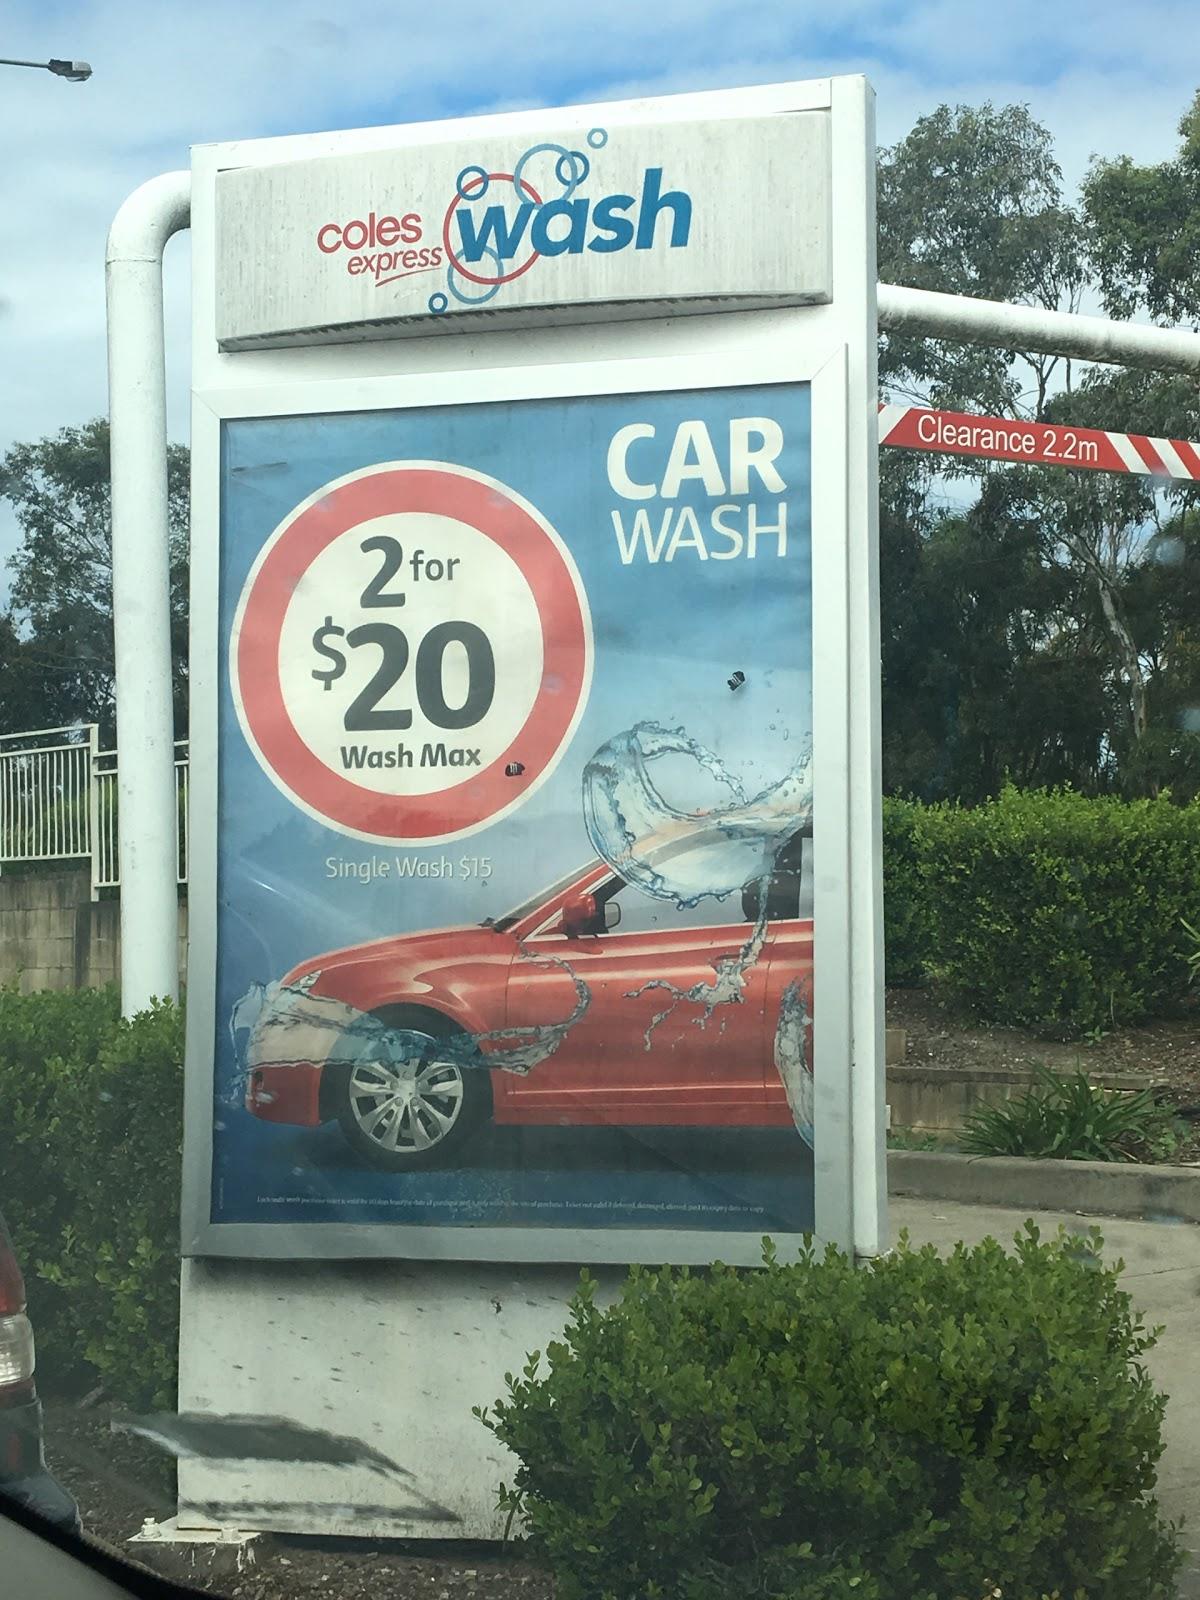 coles
express
wash
CAR
WASH
Clearance 2.2m
2 for
$20
Wash Max
Single Wash $15